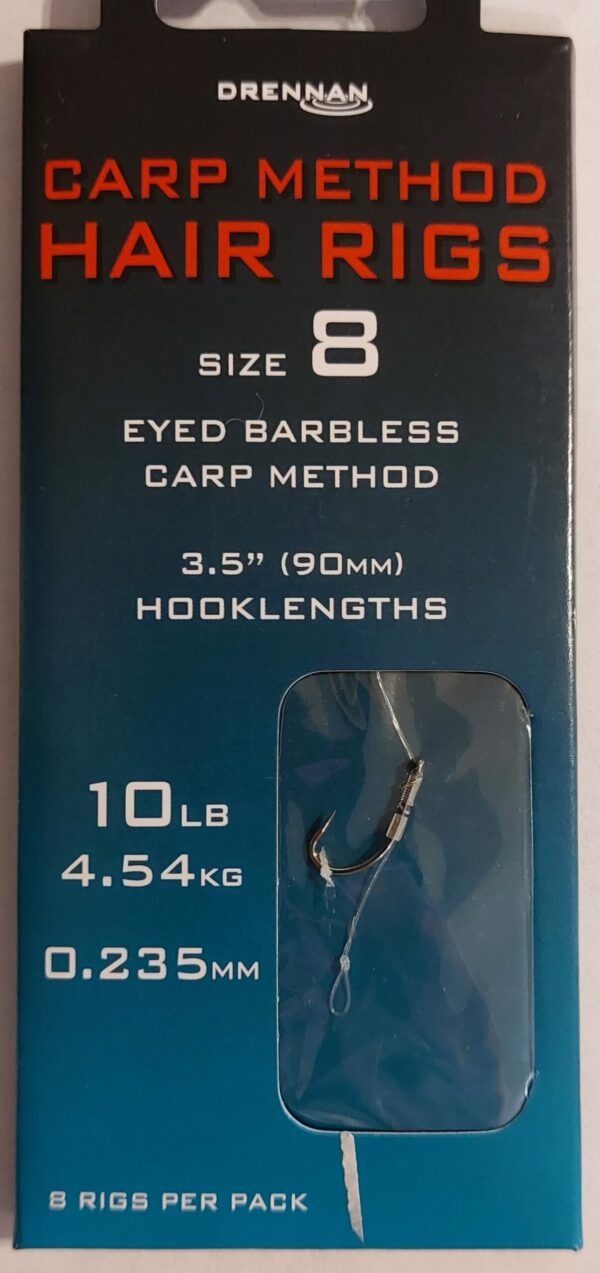 DRENNAN
CARP METHOD
HAIR RIGS
SIZE 8
EYED BARBLESS
CARP METHOD
3.5" (90MM)
HOOKLENGTHS
10LB
4.54KG
0.235MM
8 RIGS PER PACK